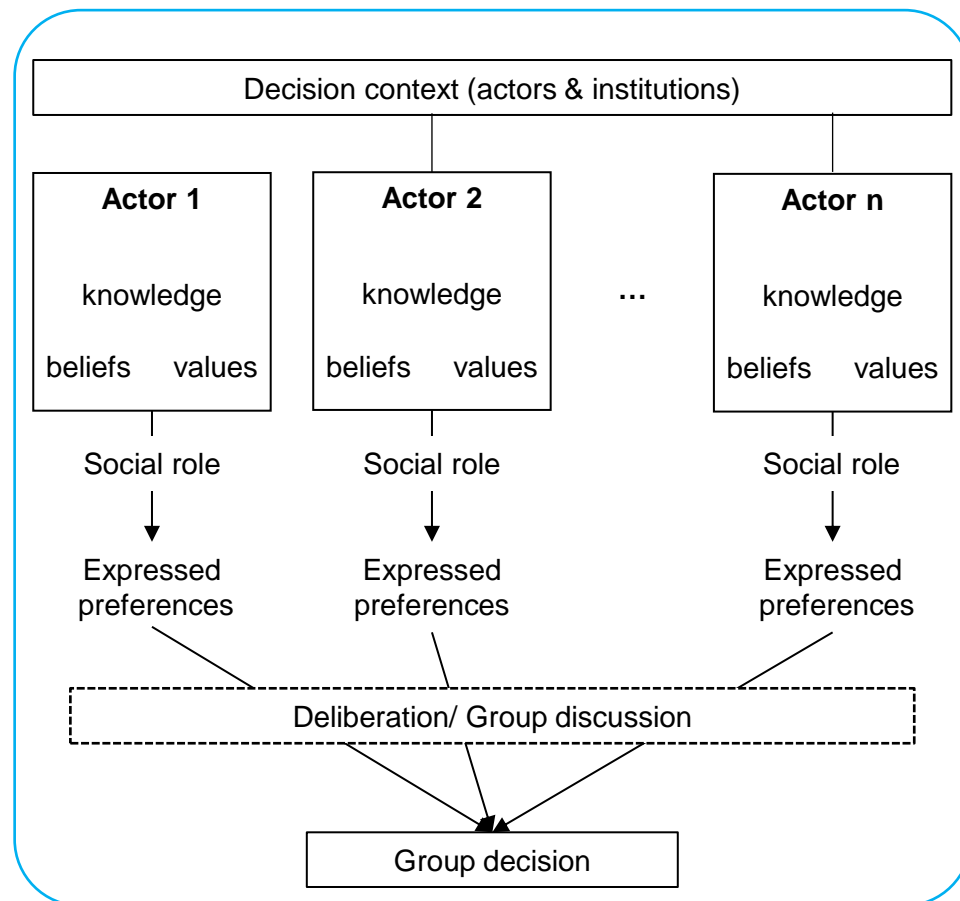 Decision context (actors & institutions)
Actor 1
knowledge
beliefs values
Social role
Expressed
preferences
Actor 2
knowledge
beliefs values
Social role
Expressed
preferences
...
Actor n
knowledge
beliefs values
Social role
Expressed
preferences
Deliberation/ Group discussion
Group decision